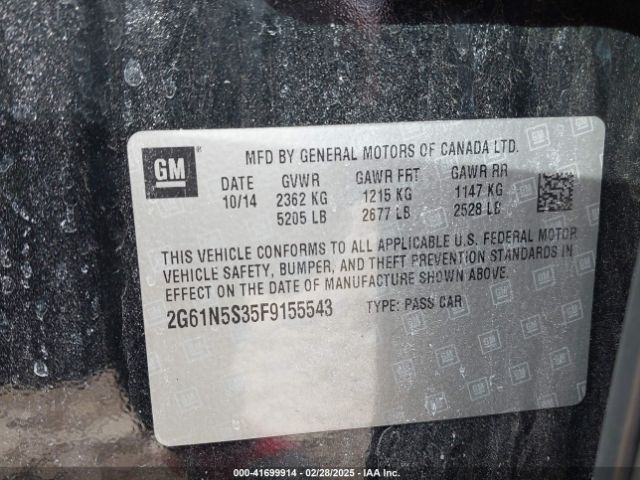 GM ®
MFD BY GENERAL MOTORS OF CANADA LTD.
DATE GVWR GAWR FRT GAWR RR
10/14 2362 KG 1215 KG 1147 KG
5205 LB 2677 LB 2528 LB
THIS VEHICLE CONFORMS TO ALL APPLICABLE U.S. FEDERAL MOTOR
VEHICLE SAFETY, BUMPER, AND THEFT PREVENTION STANDARDS IN
EFFECT ON THE DATE OF MANUFACTURE SHOWN ABOVE.
2G61N5S35F9155543 TYPE: PASS CAR
000-41699914 | 02/28/2025 | IAA Inc.